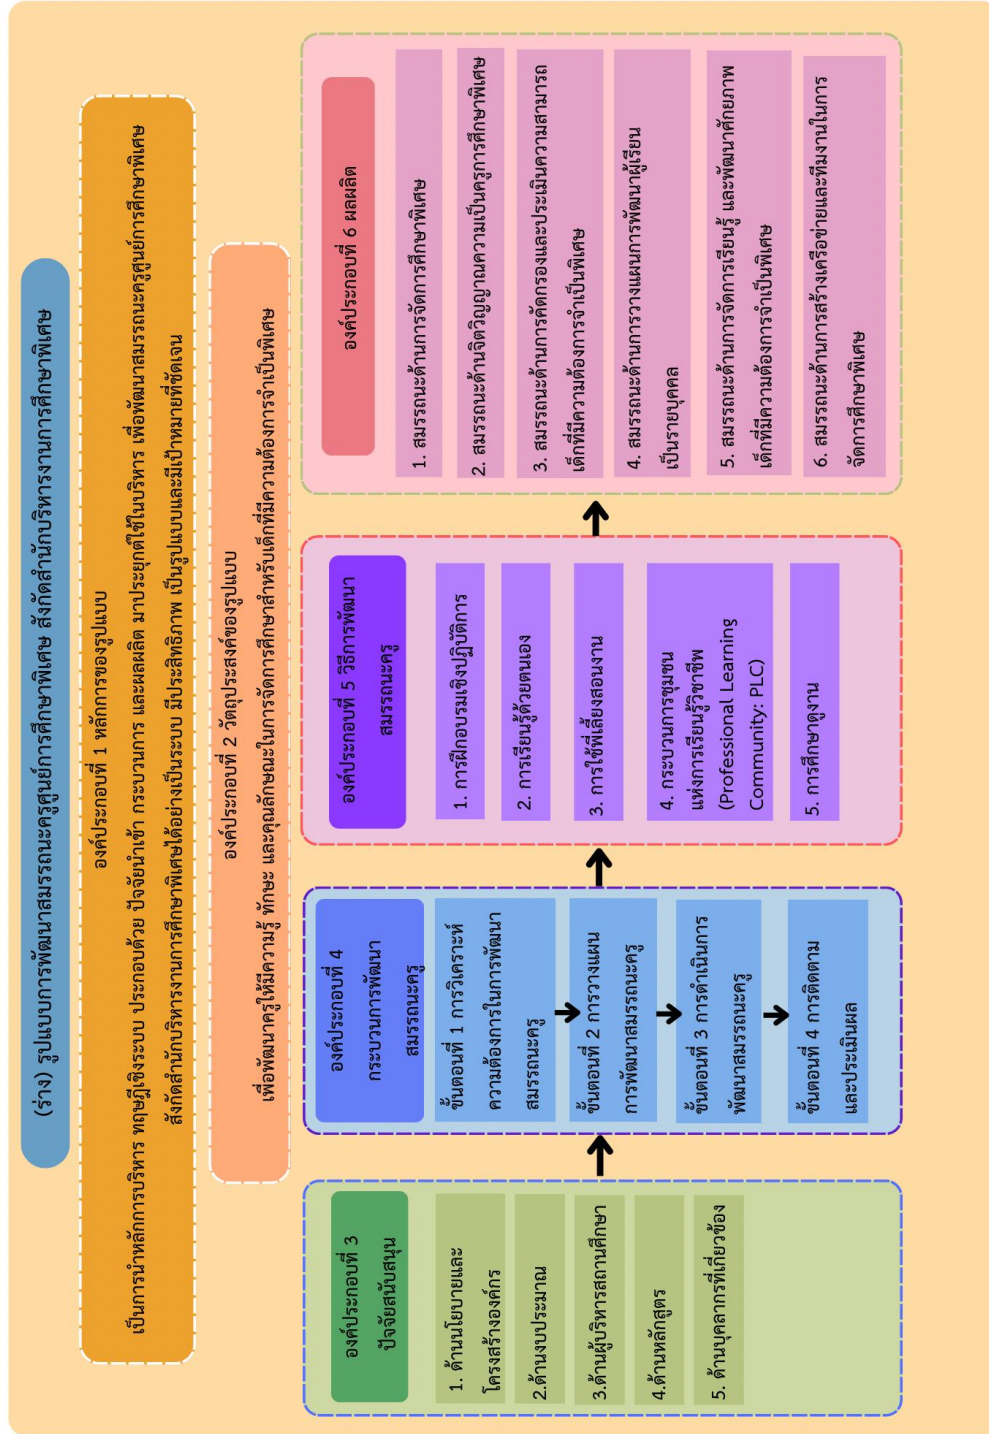 (ร่าง) รูปแบบการพัฒนาสมรรถนะครูศูนย์การศึกษาพิเศษ สังกัดสำนักบริหารงานการศึกษาพิเศษ
องค์ประกอบที่ 1 หลักการของรูปแบบ
เป็นการนำหลักการบริหาร ทฤษฎีเชิงระบบ ประกอบด้วย ปัจจัยนำเข้า กระบวนการ และผลผลิต มาประยุกต์ใช้ในบริหาร เพื่อพัฒนาสมรรถนะครูศูนย์การศึกษาพิเศษ
สังกัดสำนักบริหารงานการศึกษาพิเศษได้อย่างเป็นระบบ มีประสิทธิภาพ เป็นรูปแบบและมีเป้าหมายที่ชัดเจน
องค์ประกอบที่ 2 วัตถุประสงค์ของรูปแบบ
เพื่อพัฒนาครูให้มีความรู้ ทักษะ และคุณลักษณะในการจัดการศึกษาสำหรับเด็กที่มีความต้องการจำเป็นพิเศษ
องค์ประกอบที่ 3
ปัจจัยสนับสนุน
1. ด้านนโยบายและ
โครงสร้างองค์กร
2.ด้านงบประมาณ
3.ด้านผู้บริหารสถานศึกษา
4.ด้านหลักสูตร
5. ด้านบุคลากรที่เกี่ยวข้อง
องค์ประกอบที่ 4
กระบวนการพัฒนา
สมรรถนะครู
ขั้นตอนที่ 1 การวิเคราะห์
ความต้องการในการพัฒนา
สมรรถนะครู
ขั้นตอนที่ 2 การวางแผน
การพัฒนาสมรรถนะครู
ขั้นตอนที่ 3 การดำเนินการ
พัฒนาสมรรถนะครู
ขั้นตอนที่ 4 การติดตาม
และประเมินผล
องค์ประกอบที่ 5 วิธีการพัฒนา
สมรรถนะครู
1. การฝึกอบรมเชิงปฏิบัติการ
2. การเรียนรู้ด้วยตนเอง
3. การใช้พี่เลี้ยงสอนงาน
4. กระบวนการชุมชน
แห่งการเรียนรู้วิชาชีพ
(Professional Learning
Community: PLC)
5. การศึกษาดูงาน
องค์ประกอบที่ 6 ผลผลิต
1. สมรรถนะด้านการจัดการศึกษาพิเศษ
2. สมรรถนะด้านจิตวิญญาณความเป็นครูการศึกษาพิเศษ
3. สมรรถนะด้านการคัดกรองและประเมินความสามารถ
เด็กที่มีความต้องการจำเป็นพิเศษ
4. สมรรถนะด้านการวางแผนการพัฒนาผู้เรียน
เป็นรายบุคคล
5. สมรรถนะด้านการจัดการเรียนรู้ และพัฒนาศักยภาพ
เด็กที่มีความต้องการจำเป็นพิเศษ
6. สมรรถนะด้านการสร้างเครือข่ายและทีมงานในการ
จัดการศึกษาพิเศษ